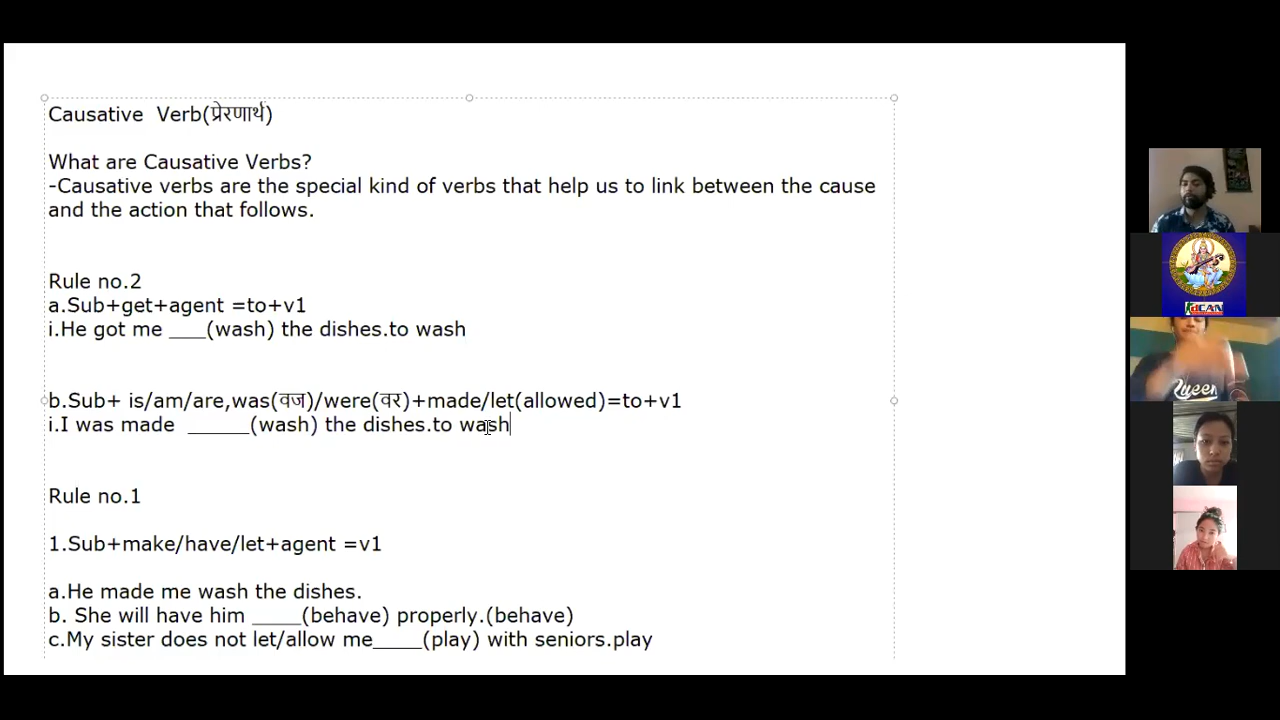 Causative  Verb(प्रेरणार्थ)
What are Causative Verbs?
-Causative verbs are the special kind of verbs that help us to link between the cause
and the action that follows.
Rule no.2
a.Sub+get+agent =to+v1
i.He got me ____(wash) the dishes.to wash
b.Sub+ is/am/are,was(वज)/were(वर)+made/let(allowed)=to+v1
i.I was made  _______(wash) the dishes.to wash
Rule no.1
1.Sub+make/have/let+agent =v1
a.He made me wash the dishes.
b. She will have him _____(behave) properly.(behave)
c.My sister does not let/allow me_____(play) with seniors.play
Queen